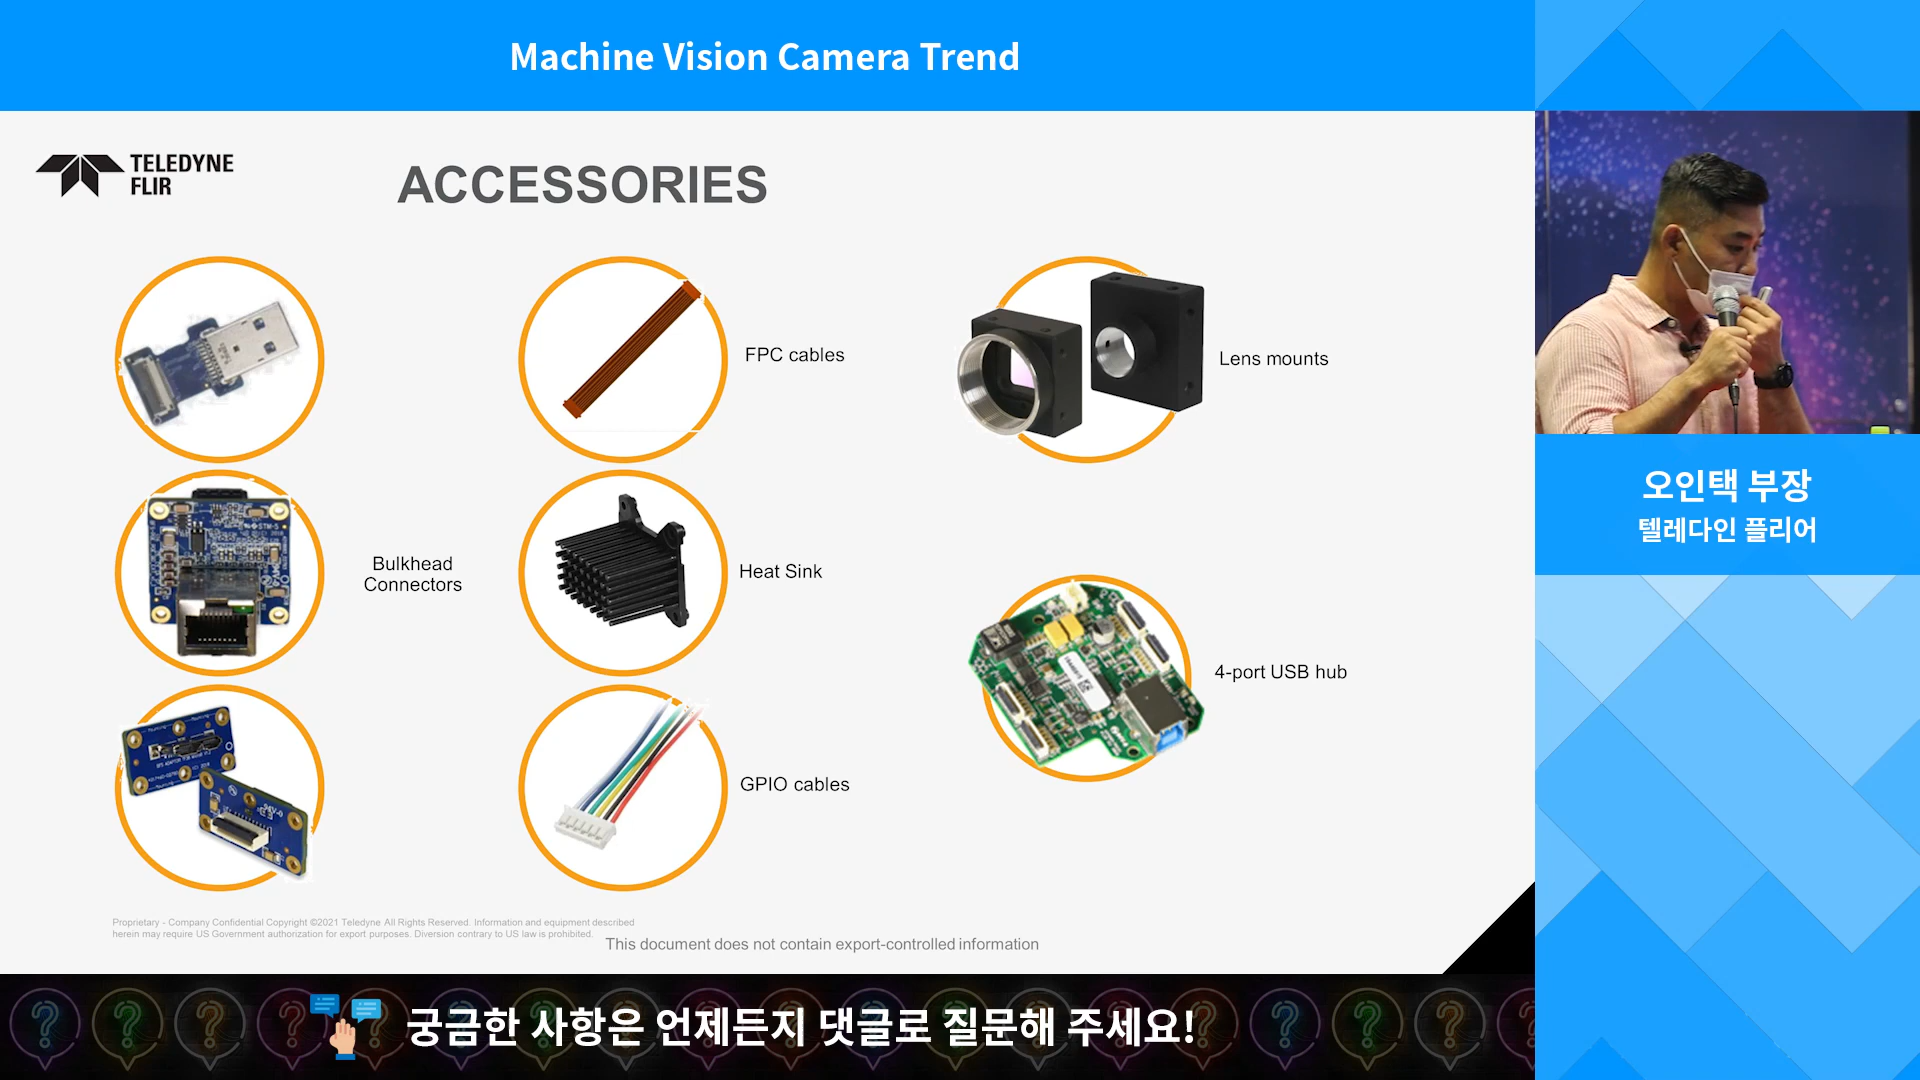 Machine Vision Camera Trend
TELEDYNE
FLIR
ACCESSORIES
FPC cables
Lens mounts
Bulkhead
Connectors
Heat Sink
4-port USB hub
GPIO cables
Proprietary - Company Confidential Copyright ©2021 Teledyne All Rights Reserved. Information and equipment described
herein may require US Government authorization for export purposes. Diversion contrary to US law is prohibited.
This document does not contain export-controlled information
오인택 부장
텔레다인 플리어
궁금한 사항은 언제든지 댓글로 질문해 주세요!